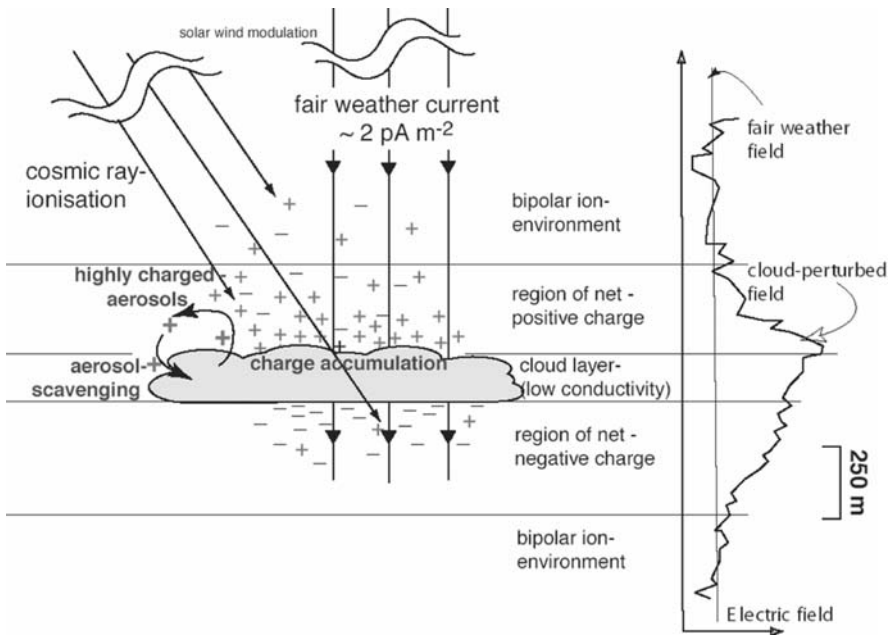 solar wind modulation
fair weather current
~ 2 pA m-2
cosmic ray-
ionisation
fair weather
field
bipolar ion-
environment
highly charged-
aerosols
region of net -
positive charge
cloud-perturbed
field
aerosol-
scavenging
charge accumulation
cloud layer-
(low conductivity)
region of net -
negative charge
250 m
bipolar ion-
environment
Electric field